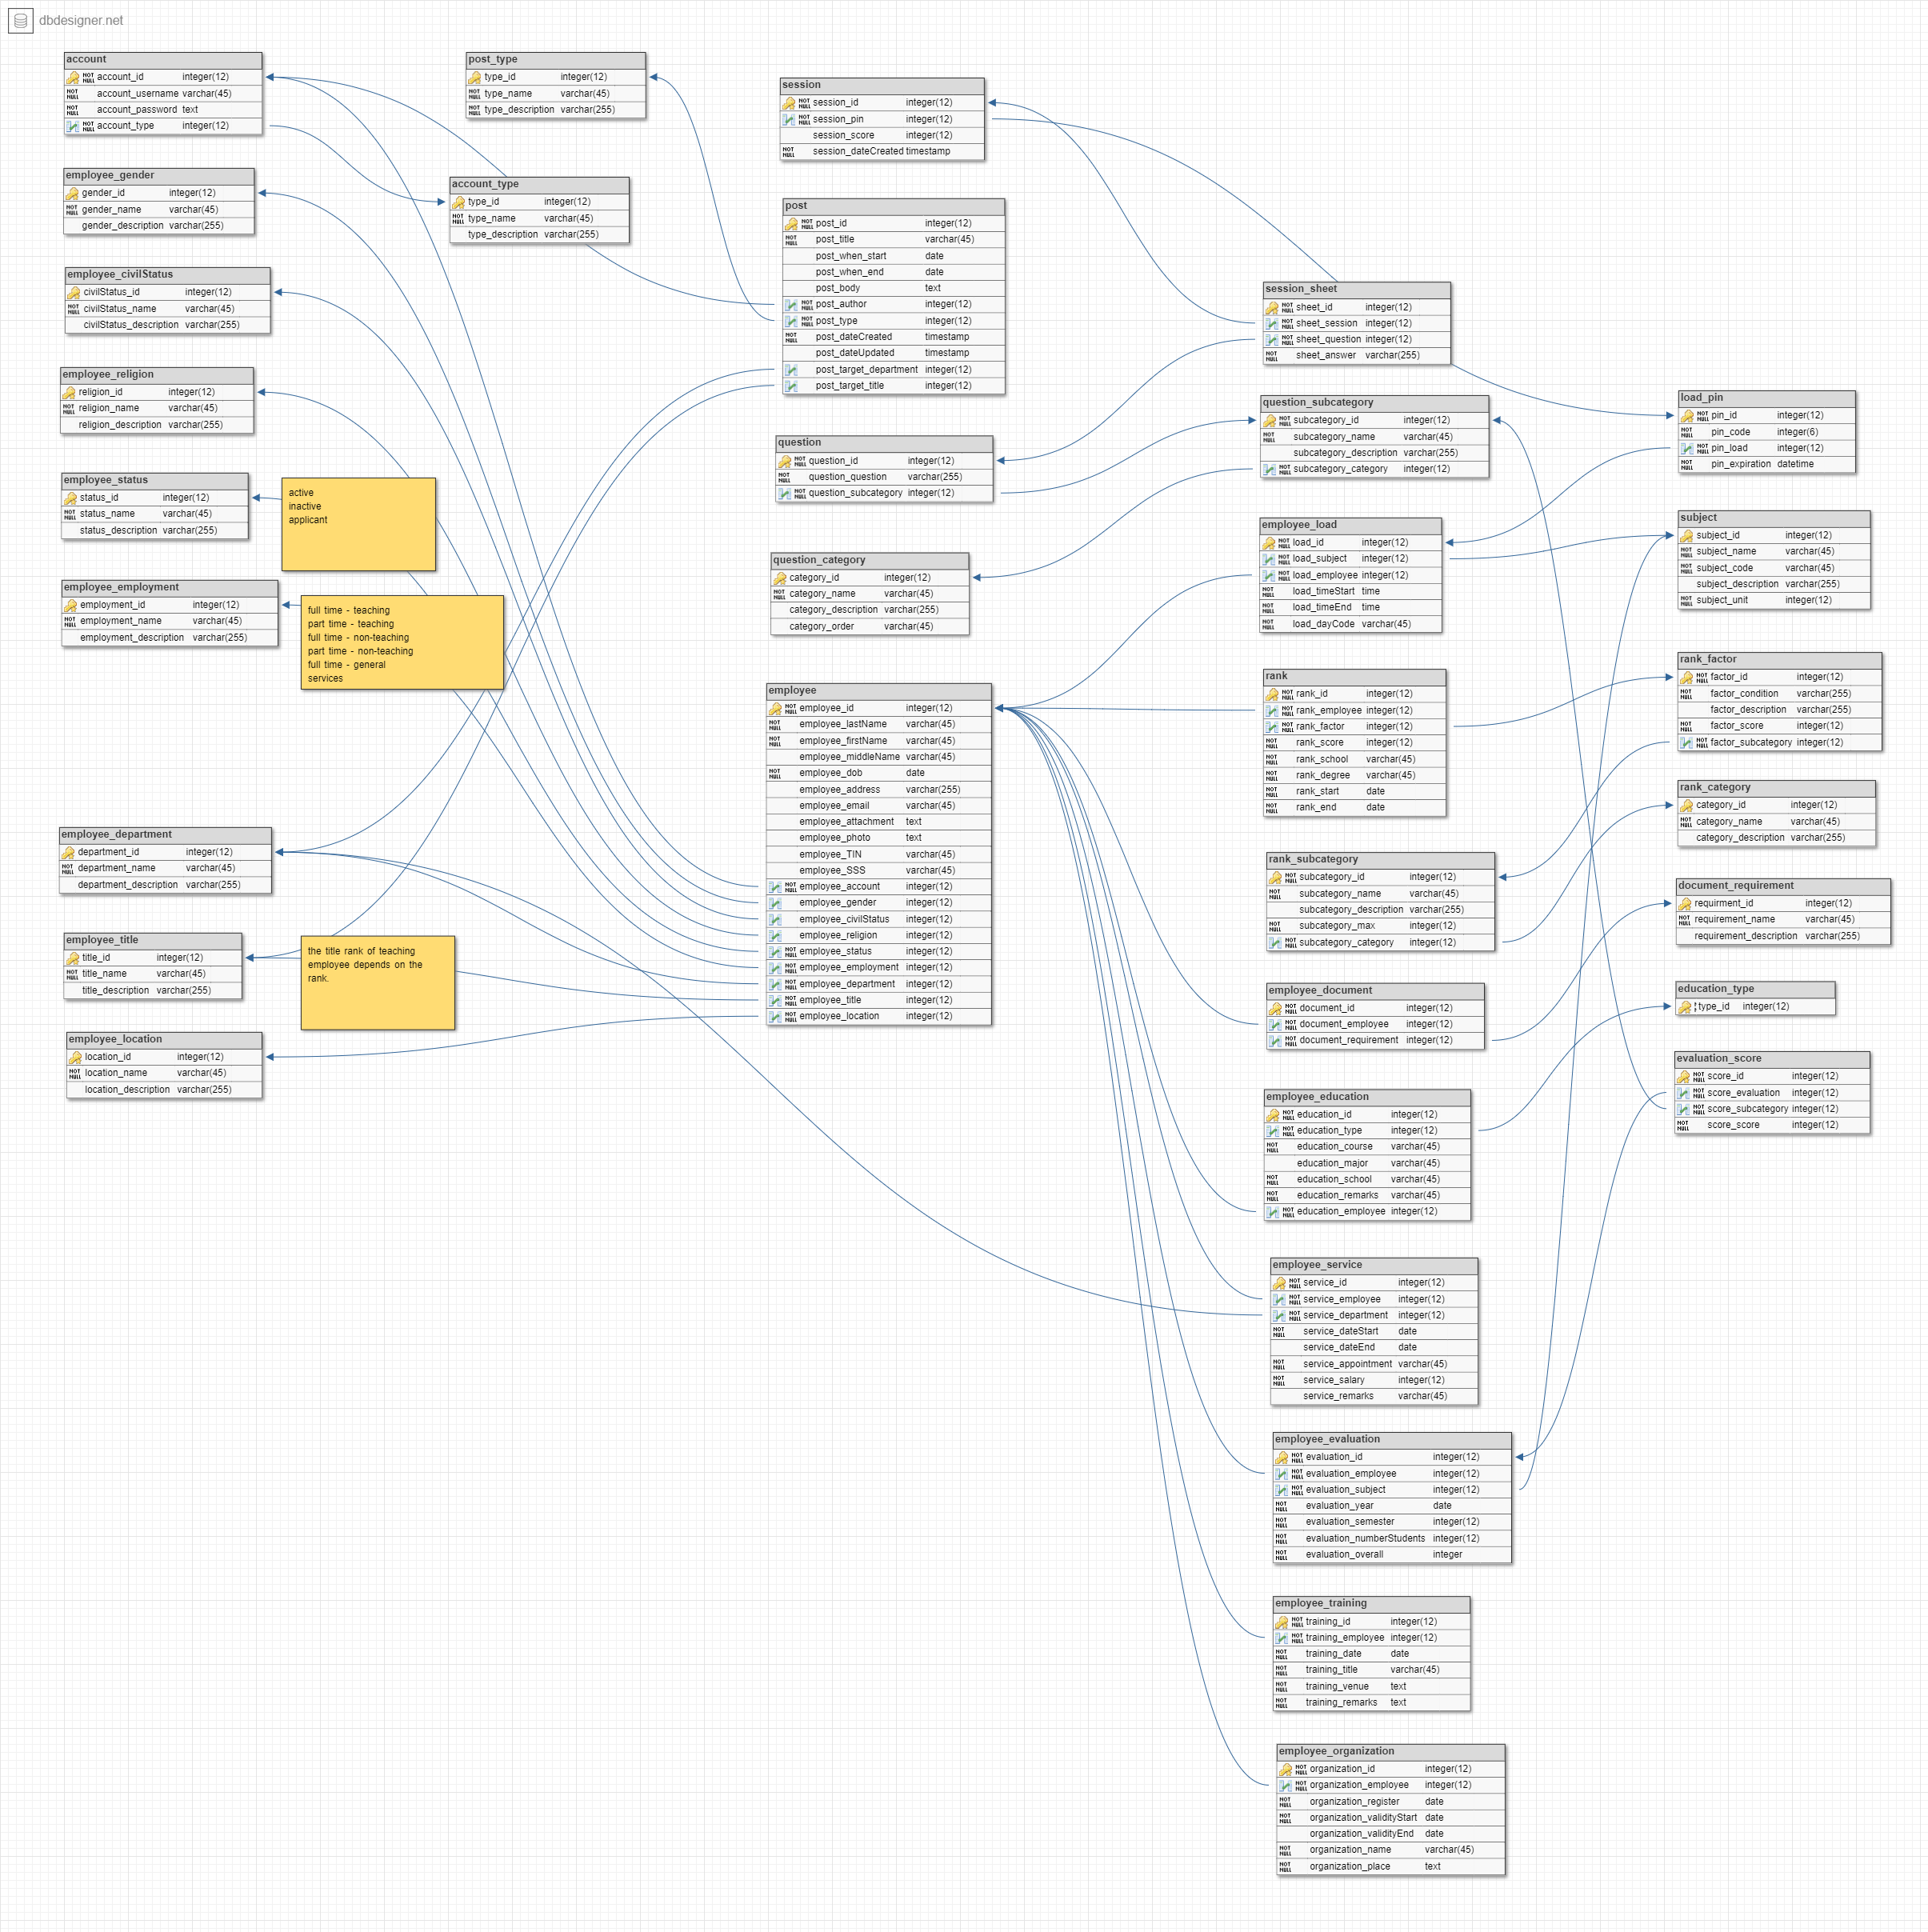 dbdesigner.net
account
NOT NULL account_id integer(12)
NOT NULL account_username varchar(45)
NOT NULL account_password text
NOT NULL account_type integer(12)
employee_gender
gender_id integer(12)
NOT NULL gender_name varchar(45)
gender_description varchar(255)
employee_civilStatus
civilStatus_id integer(12)
NOT NULL civilStatus_name varchar(45)
civilStatus_description varchar(255)
employee_religion
religion_id integer(12)
NOT NULL religion_name varchar(45)
religion_description varchar(255)
employee_status
status_id integer(12)
NOT NULL status_name varchar(45)
status_description varchar(255)
active
inactive
applicant
employee_employment
employment_id integer(12)
NOT NULL employment_name varchar(45)
employment_description varchar(255)
full time - teaching
part time - teaching
full time - non-teaching
part time - non-teaching
full time - general
services
employee_department
department_id integer(12)
NOT NULL department_name varchar(45)
department_description varchar(255)
employee_title
title_id integer(12)
NOT NULL title_name varchar(45)
title_description varchar(255)
the title rank of teaching
employee depends on the
rank.
employee_location
location_id integer(12)
NOT NULL location_name varchar(45)
location_description varchar(255)
post_type
type_id integer(12)
NOT NULL type_name varchar(45)
NOT NULL type_description varchar(255)
account_type
type_id integer(12)
NOT NULL type_name varchar(45)
type_description varchar(255)
session
NOT NULL session_id integer(12)
NOT NULL session_pin integer(12)
session_score integer(12)
NOT NULL session_dateCreated timestamp
post
NOT NULL post_id integer(12)
NOT NULL post_title varchar(45)
post_when_start date
post_when_end date
post_body text
NOT NULL post_author integer(12)
NOT NULL post_type integer(12)
NOT NULL post_dateCreated timestamp
post_dateUpdated timestamp
post_target_department integer(12)
post_target_title integer(12)
question
NOT NULL question_id integer(12)
NOT NULL question_question varchar(255)
NOT NULL question_subcategory integer(12)
question_category
category_id integer(12)
NOT NULL category_name varchar(45)
category_description varchar(255)
category_order varchar(45)
employee
NOT NULL employee_id integer(12)
NOT NULL employee_lastName varchar(45)
NOT NULL employee_firstName varchar(45)
employee_middleName varchar(45)
NOT NULL employee_dob date
employee_address varchar(255)
employee_email varchar(45)
employee_attachment text
employee_photo text
employee_TIN varchar(45)
employee_SSS varchar(45)
NOT NULL employee_account integer(12)
employee_gender integer(12)
employee_civilStatus integer(12)
employee_religion integer(12)
NOT NULL employee_status integer(12)
NOT NULL employee_employment integer(12)
NOT NULL employee_department integer(12)
NOT NULL employee_title integer(12)
NOT NULL employee_location integer(12)
session_sheet
NOT NULL sheet_id integer(12)
NOT NULL sheet_session integer(12)
NOT NULL sheet_question integer(12)
NOT NULL sheet_answer varchar(255)
question_subcategory
NOT NULL subcategory_id integer(12)
NOT NULL subcategory_name varchar(45)
subcategory_description varchar(255)
NOT NULL subcategory_category integer(12)
employee_load
NOT NULL load_id integer(12)
NOT NULL load_subject integer(12)
NOT NULL load_employee integer(12)
NOT NULL load_timeStart time
NOT NULL load_timeEnd time
NOT NULL load_dayCode varchar(45)
rank
NOT NULL rank_id integer(12)
NOT NULL rank_employee integer(12)
NOT NULL rank_factor integer(12)
NOT NULL rank_score integer(12)
NOT NULL rank_school varchar(45)
NOT NULL rank_degree varchar(45)
NOT NULL rank_start date
NOT NULL rank_end date
rank_subcategory
NOT NULL subcategory_id integer(12)
NOT NULL subcategory_name varchar(45)
subcategory_description varchar(255)
NOT NULL subcategory_max integer(12)
NOT NULL subcategory_category integer(12)
employee_document
NOT NULL document_id integer(12)
NOT NULL document_employee integer(12)
NOT NULL document_requirement integer(12)
employee_education
NOT NULL education_id integer(12)
NOT NULL education_type integer(12)
NOT NULL education_course varchar(45)
education_major varchar(45)
NOT NULL education_school varchar(45)
NOT NULL education_remarks varchar(45)
NOT NULL education_employee integer(12)
employee_service
NOT NULL service_id integer(12)
NOT NULL service_employee integer(12)
NOT NULL service_department integer(12)
NOT NULL service_dateStart date
service_dateEnd date
NOT NULL service_appointment varchar(45)
NOT NULL service_salary integer(12)
service_remarks varchar(45)
employee_evaluation
NOT NULL evaluation_id integer(12)
NOT NULL evaluation_employee integer(12)
NOT NULL evaluation_subject integer(12)
NOT NULL evaluation_year date
NOT NULL evaluation_semester integer(12)
NOT NULL evaluation_numberStudents integer(12)
NOT NULL evaluation_overall integer
employee_training
NOT NULL training_id integer(12)
NOT NULL training_employee integer(12)
NOT NULL training_date date
NOT NULL training_title varchar(45)
NOT NULL training_venue text
NOT NULL training_remarks text
employee_organization
NOT NULL organization_id integer(12)
NOT NULL organization_employee integer(12)
NOT NULL organization_register date
NOT NULL organization_validityStart date
organization_validityEnd date
NOT NULL organization_name varchar(45)
NOT NULL organization_place text
load_pin
NOT NULL pin_id integer(12)
NOT NULL pin_code integer(6)
NOT NULL pin_load integer(12)
NOT NULL pin_expiration datetime
subject
subject_id integer(12)
NOT NULL subject_name varchar(45)
NOT NULL subject_code varchar(45)
subject_description varchar(255)
NOT NULL subject_unit integer(12)
rank_factor
NOT NULL factor_id integer(12)
NOT NULL factor_condition varchar(255)
factor_description varchar(255)
NOT NULL factor_score integer(12)
NOT NULL factor_subcategory integer(12)
rank_category
category_id integer(12)
NOT NULL category_name varchar(45)
category_description varchar(255)
document_requirement
requirment_id integer(12)
NOT NULL requirement_name varchar(45)
requirement_description varchar(255)
education_type
type_id integer(12)
evaluation_score
NOT NULL score_id integer(12)
NOT NULL score_evaluation integer(12)
NOT NULL score_subcategory integer(12)
NOT NULL score_score integer(12)